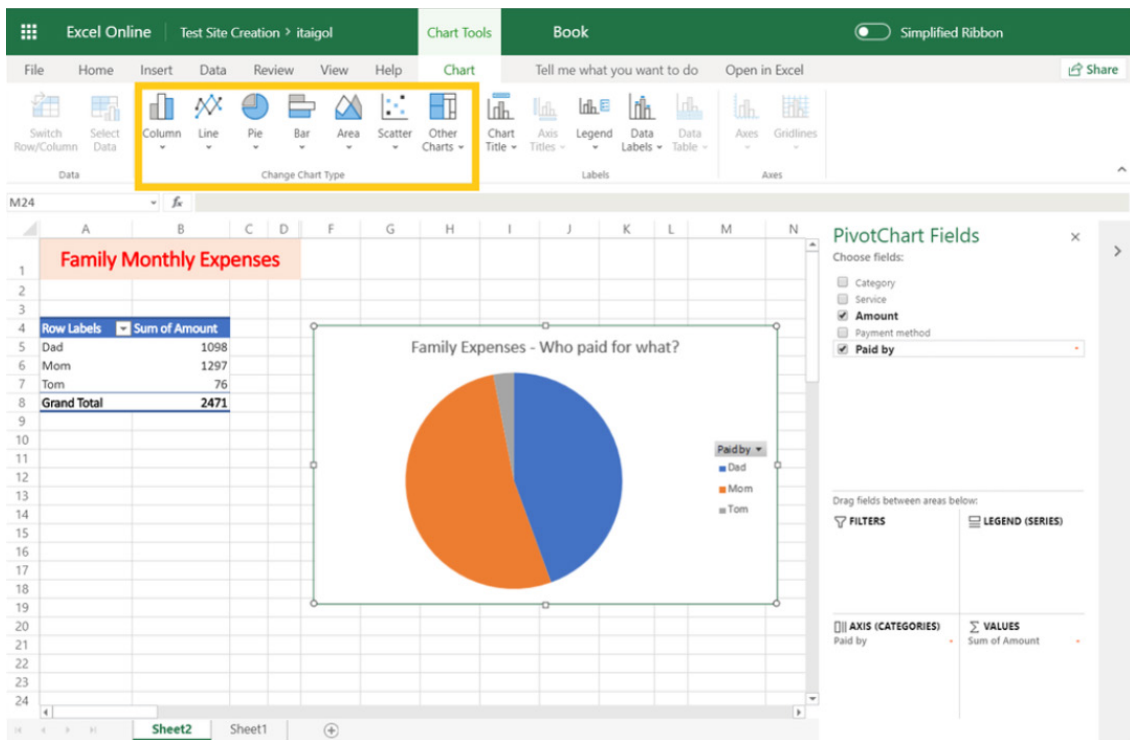 Excel Online Test Site Creation > itaigol Chart Tools Book Simplified Ribbon
File Home Insert Data Review View Help Chart Tell me what you want to do Open in Excel Share
Switch Row/Column
Select Data
Column
Line
Pie
Bar
Area
Scatter
Other Charts
Chart Title
Axis Titles
Legend
Data Labels
Data Table
Axes
Gridlines
Data Change Chart Type Labels Axes
M24 fx
A B C D F G H I J K L M N
1 Family Monthly Expenses
2
3
4 Row Labels Sum of Amount
5 Dad 1098
6 Mom 1297
7 Tom 76
8 Grand Total 2471
9
10
11
12
13
14
15
16
17
18
19
20
21
22
23
24
Family Expenses - Who paid for what?
Paid by
Dad
Mom
Tom
PivotChart Fields
Choose fields:
Category
Service
Amount
Payment method
Paid by
Drag fields between areas below:
FILTERS LEGEND (SERIES)
AXIS (CATEGORIES) VALUES
Paid by Sum of Amount
Sheet2 Sheet1